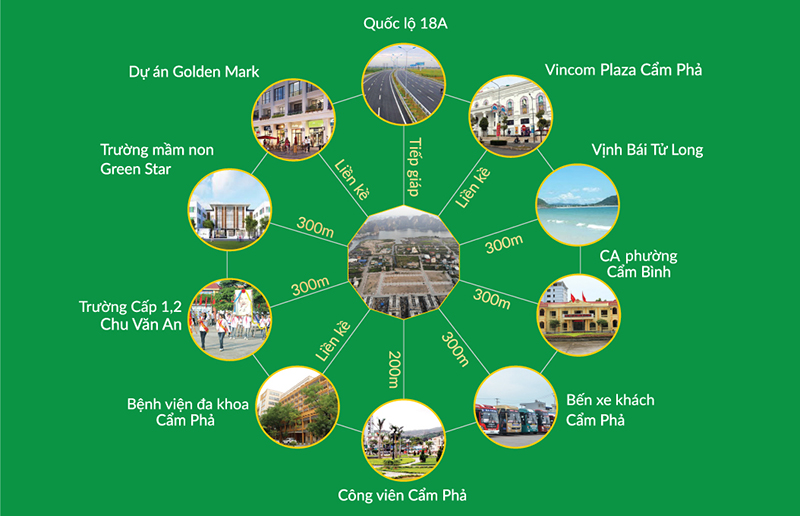 Quốc lộ 18A
Vincom Plaza Cẩm Phả
Dự án Golden Mark
Tiếp giáp
Liền kề
Liền kề
Vịnh Bái Tử Long
Trường mầm non
Green Star
300m
300m
CA phường
Cẩm Bình
300m
300m
Trường Cấp 1,2
Chu Văn An
Liền kề
200m
300m
Bệnh viện đa khoa
Cẩm Phả
Bến xe khách
Cẩm Phả
Công viên Cẩm Phả